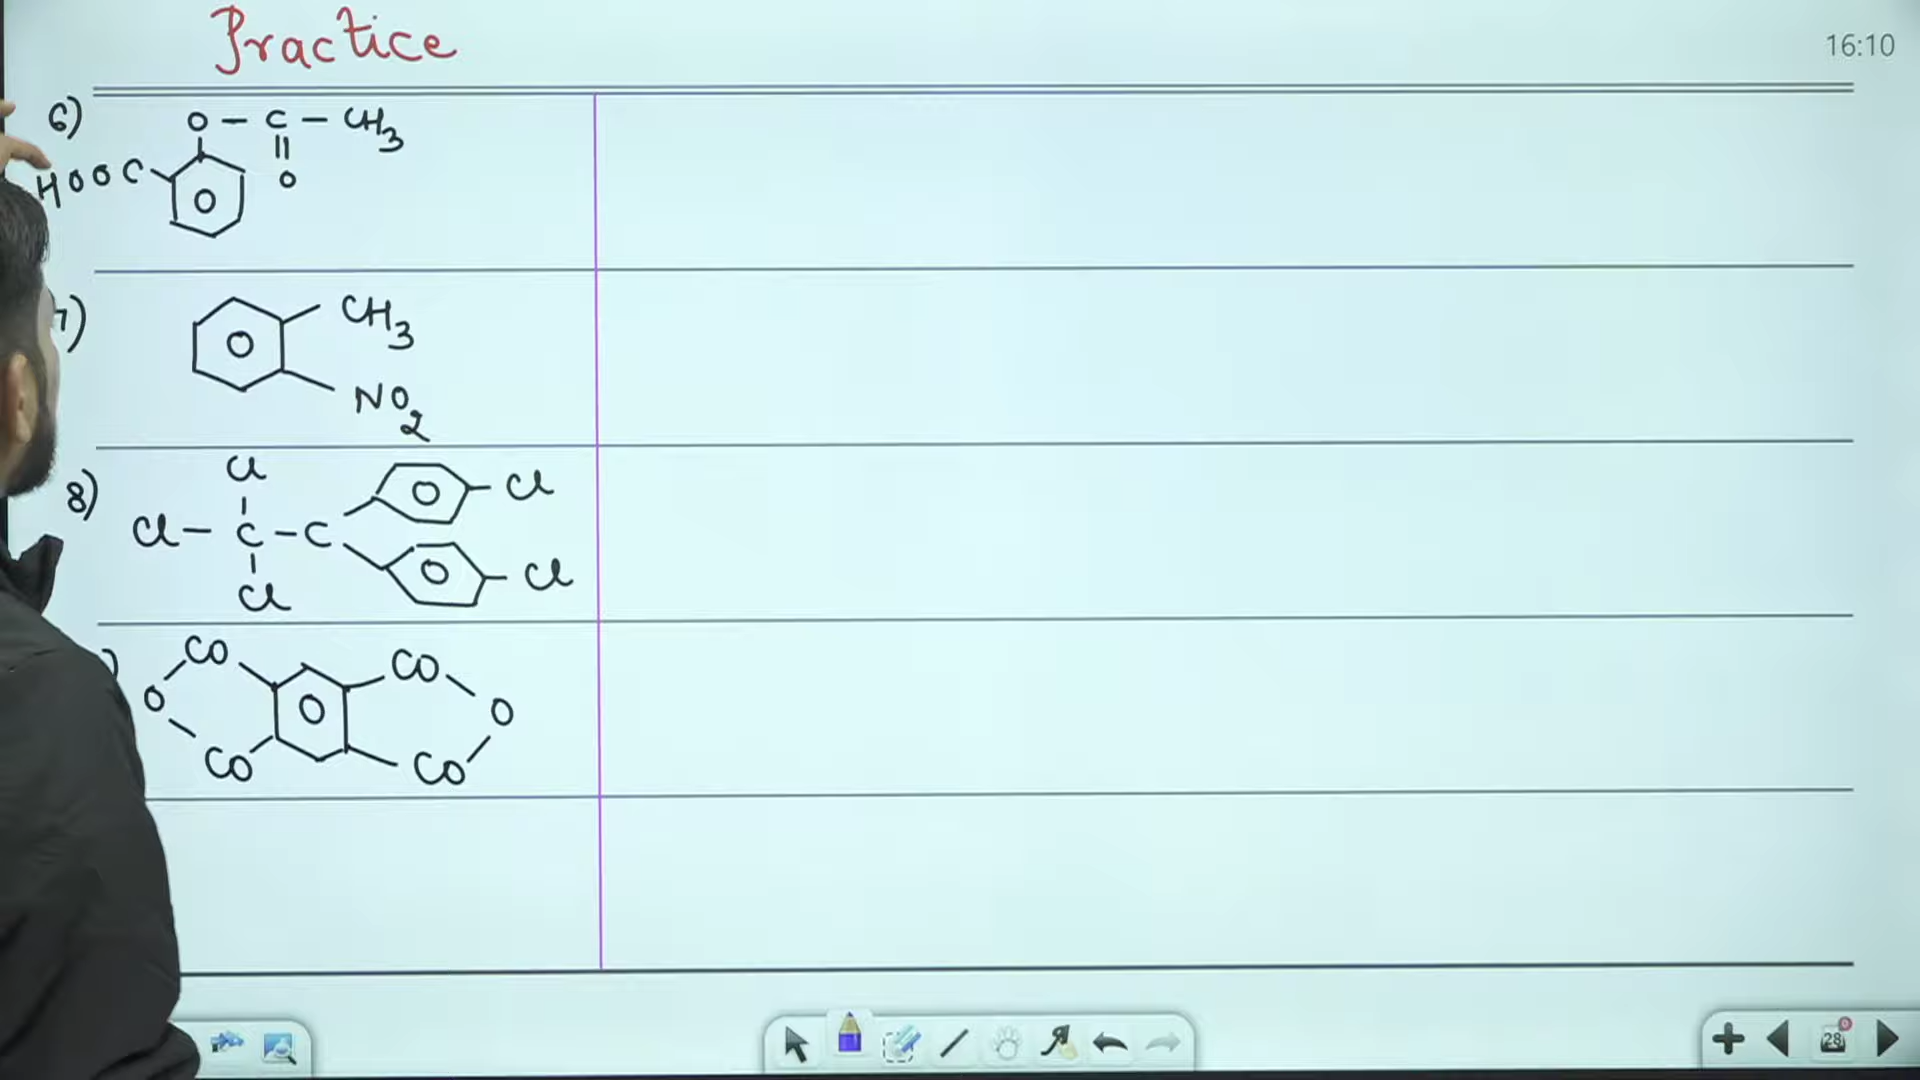 Practice
16:10
6)
O - C - CH3
HOOC
O
O
7)
CH3
O
NO2
8)
Cl
O - Cl
Cl - C - C
Cl
O - Cl
)
CO
CO
O
O
O
CO
CO
28